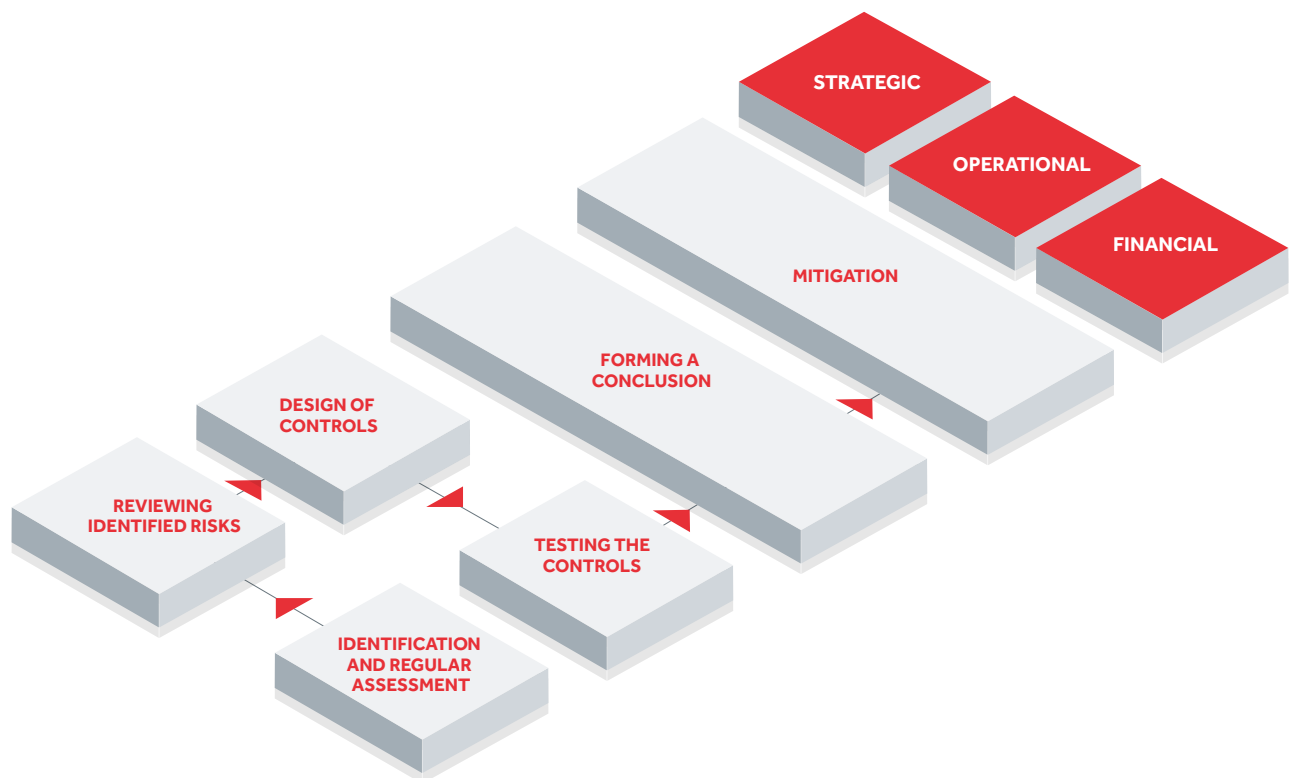 STRATEGIC
OPERATIONAL
FINANCIAL
MITIGATION
FORMING A
CONCLUSION
DESIGN OF
CONTROLS
REVIEWING
IDENTIFIED RISKS
TESTING THE
CONTROLS
IDENTIFICATION
AND REGULAR
ASSESSMENT